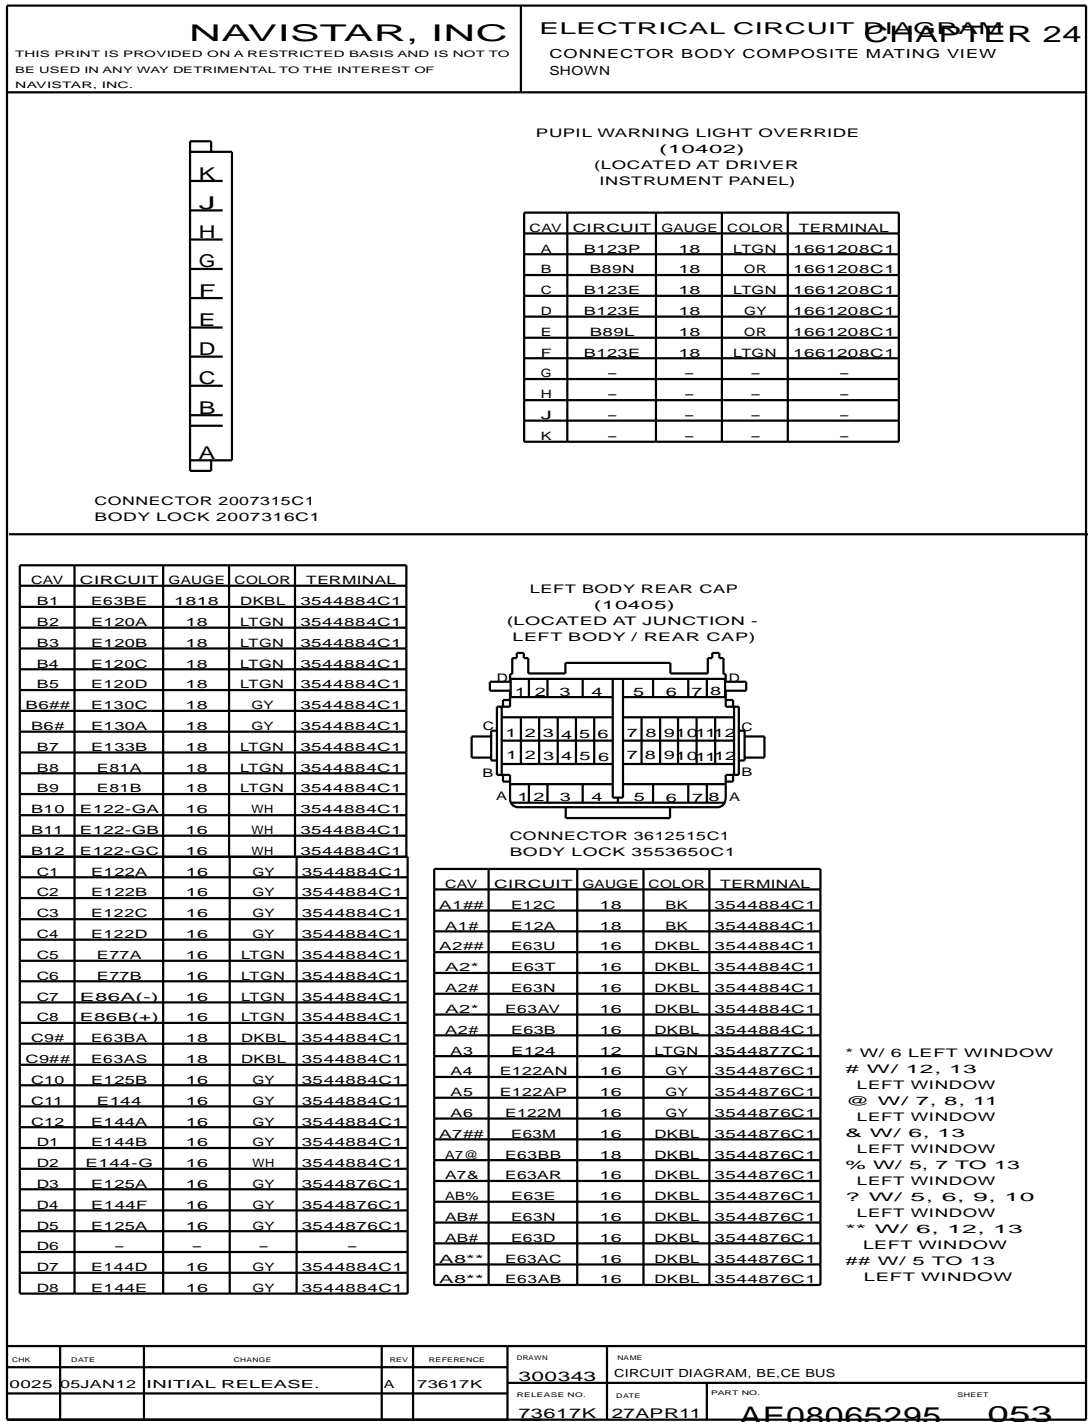 NAVISTAR, INC
THIS PRINT IS PROVIDED ON A RESTRICTED BASIS AND IS NOT TO
BE USED IN ANY WAY DETRIMENTAL TO THE INTEREST OF
NAVISTAR, INC.
ELECTRICAL CIRCUIT DIAGRAM
CHAPTER 24
CONNECTOR BODY COMPOSITE MATING VIEW
SHOWN
K
J
H
G
F
E
D
C
B
A
CONNECTOR 2007315C1
BODY LOCK 2007316C1
PUPIL WARNING LIGHT OVERRIDE
(10402)
(LOCATED AT DRIVER
INSTRUMENT PANEL)
CAV CIRCUIT GAUGE COLOR TERMINAL
A B123P 18 LTGN 1661208C1
B B89N 18 OR 1661208C1
C B123E 18 LTGN 1661208C1
D B123E 18 GY 1661208C1
E B89L 18 OR 1661208C1
F B123E 18 LTGN 1661208C1
G – – – –
H – – – –
J – – – –
K – – – –
CAV CIRCUIT GAUGE COLOR TERMINAL
B1 E63BE 1818 DKBL 3544884C1
B2 E120A 18 LTGN 3544884C1
B3 E120B 18 LTGN 3544884C1
B4 E120C 18 LTGN 3544884C1
B5 E120D 18 LTGN 3544884C1
B6## E130C 18 GY 3544884C1
B6# E130A 18 GY 3544884C1
B7 E133B 18 LTGN 3544884C1
B8 E81A 18 LTGN 3544884C1
B9 E81B 18 LTGN 3544884C1
B10 E122-GA 16 WH 3544884C1
B11 E122-GB 16 WH 3544884C1
B12 E122-GC 16 WH 3544884C1
C1 E122A 16 GY 3544884C1
C2 E122B 16 GY 3544884C1
C3 E122C 16 GY 3544884C1
C4 E122D 16 GY 3544884C1
C5 E77A 16 LTGN 3544884C1
C6 E77B 16 LTGN 3544884C1
C7 E86A(-) 16 LTGN 3544884C1
C8 E86B(+) 16 LTGN 3544884C1
C9# E63BA 18 DKBL 3544884C1
C9## E63AS 18 DKBL 3544884C1
C10 E125B 16 GY 3544884C1
C11 E144 16 GY 3544884C1
C12 E144A 16 GY 3544884C1
D1 E144B 16 GY 3544884C1
D2 E144-G 16 WH 3544884C1
D3 E125A 16 GY 3544876C1
D4 E144F 16 GY 3544876C1
D5 E125A 16 GY 3544876C1
D6 – – – –
D7 E144D 16 GY 3544884C1
D8 E144E 16 GY 3544884C1
LEFT BODY REAR CAP
(10405)
(LOCATED AT JUNCTION -
LEFT BODY / REAR CAP)
D 1 2 3 4 5 6 7 8 D
C 1 2 3 4 5 6 7 8 9 10 11 12 C
B 1 2 3 4 5 6 7 8 9 10 11 12 B
A 1 2 3 4 5 6 7 8 A
CONNECTOR 3612515C1
BODY LOCK 3553650C1
CAV CIRCUIT GAUGE COLOR TERMINAL
A1## E12C 18 BK 3544884C1
A1# E12A 18 BK 3544884C1
A2## E63U 16 DKBL 3544884C1
A2* E63T 16 DKBL 3544884C1
A2# E63N 16 DKBL 3544884C1
A2* E63AV 16 DKBL 3544884C1
A2# E63B 16 DKBL 3544884C1
A3 E124 12 LTGN 3544877C1
A4 E122AN 16 GY 3544876C1
A5 E122AP 16 GY 3544876C1
A6 E122M 16 GY 3544876C1
A7## E63M 16 DKBL 3544876C1
A7@ E63BB 18 DKBL 3544876C1
A7& E63AR 16 DKBL 3544876C1
AB% E63E 16 DKBL 3544876C1
AB# E63N 16 DKBL 3544876C1
AB# E63D 16 DKBL 3544876C1
A8** E63AC 16 DKBL 3544876C1
A8** E63AB 16 DKBL 3544876C1
* W/ 6 LEFT WINDOW
# W/ 12, 13
LEFT WINDOW
@ W/ 7, 8, 11
LEFT WINDOW
& W/ 6, 13
LEFT WINDOW
% W/ 5, 7 TO 13
LEFT WINDOW
? W/ 5, 6, 9, 10
LEFT WINDOW
** W/ 6, 12, 13
LEFT WINDOW
## W/ 5 TO 13
LEFT WINDOW
CHK DATE CHANGE REV REFERENCE
0025 05JAN12 INITIAL RELEASE. A 73617K
DRAWN NAME
300343 CIRCUIT DIAGRAM, BE,CE BUS
RELEASE NO. DATE PART NO. SHEET
73617K 27APR11 AE08065295 053